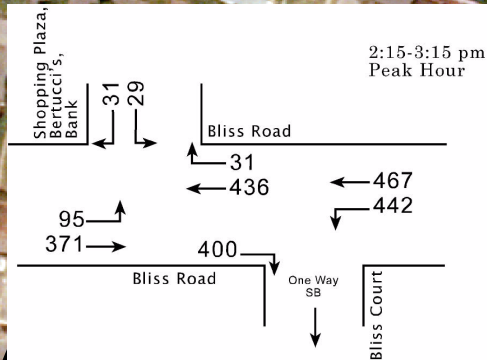 2:15-3:15 pm
Peak Hour
Shopping Plaza,
Bertucci's,
Bank
31
29
Bliss Road
31
436
467
442
95
371
400
Bliss Road
One Way
SB
Bliss Court